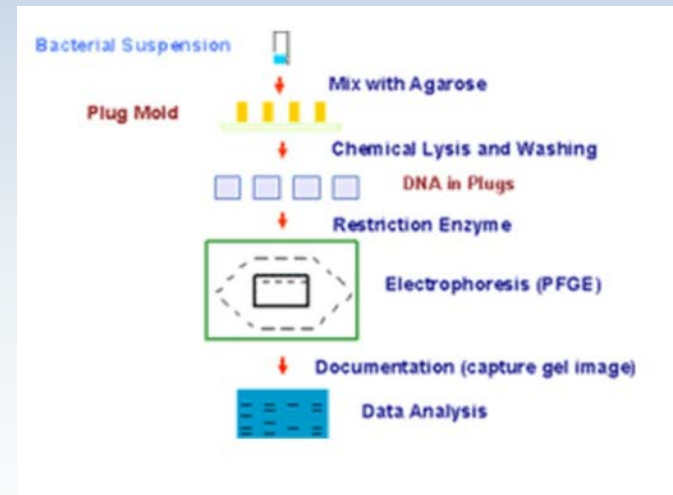 Bacterial Suspension
Mix with Agarose
Plug Mold
Chemical Lysis and Washing
DNA in Plugs
Restriction Enzyme
Electrophoresis (PFGE)
Documentation (capture gel image)
Data Analysis